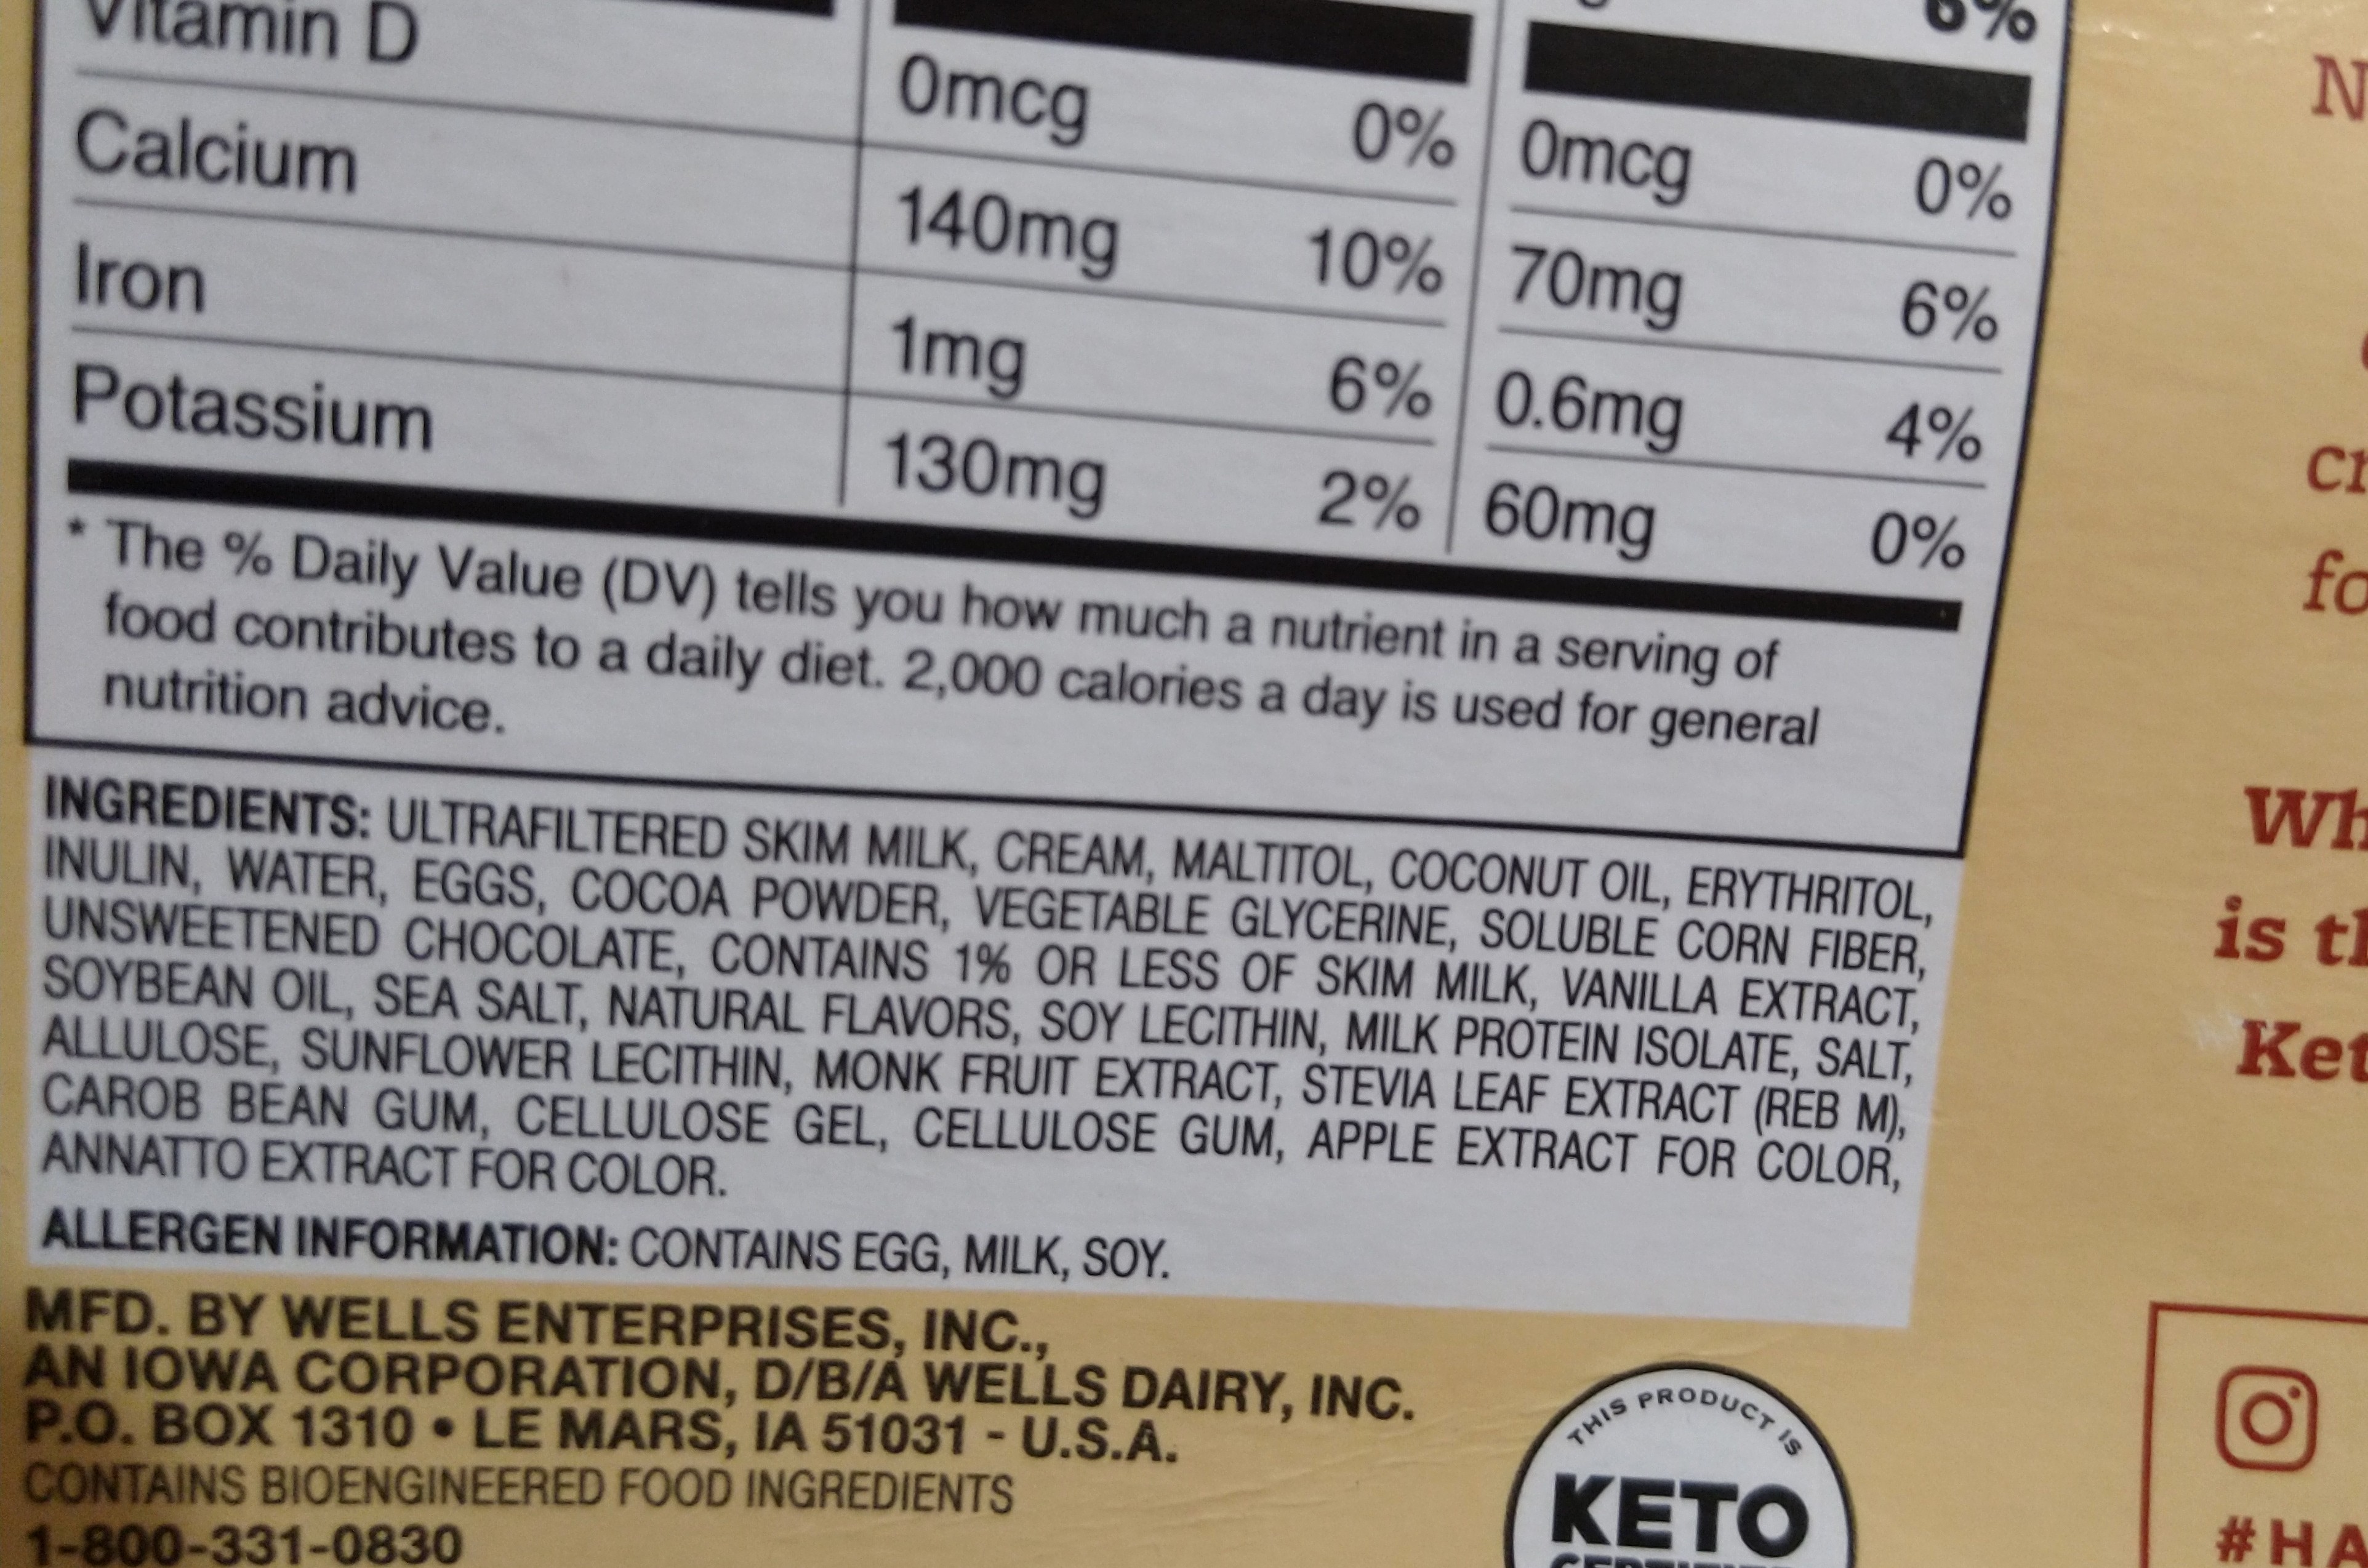 6%
Vitamin D 0mcg 0% 0mcg 0%
Calcium 140mg 10% 70mg 6%
Iron 1mg 6% 0.6mg 4%
Potassium 130mg 2% 60mg 0%
* The % Daily Value (DV) tells you how much a nutrient in a serving of
food contributes to a daily diet. 2,000 calories a day is used for general
nutrition advice.
INGREDIENTS: ULTRAFILTERED SKIM MILK, CREAM, MALTITOL, COCONUT OIL, ERYTHRITOL,
INULIN, WATER, EGGS, COCOA POWDER, VEGETABLE GLYCERINE, SOLUBLE CORN FIBER,
UNSWEETENED CHOCOLATE, CONTAINS 1% OR LESS OF SKIM MILK, VANILLA EXTRACT,
SOYBEAN OIL, SEA SALT, NATURAL FLAVORS, SOY LECITHIN, MILK PROTEIN ISOLATE, SALT,
ALLULOSE, SUNFLOWER LECITHIN, MONK FRUIT EXTRACT, STEVIA LEAF EXTRACT (REB M),
CAROB BEAN GUM, CELLULOSE GEL, CELLULOSE GUM, APPLE EXTRACT FOR COLOR,
ANNATTO EXTRACT FOR COLOR.
ALLERGEN INFORMATION: CONTAINS EGG, MILK, SOY.
MFD. BY WELLS ENTERPRISES, INC.,
AN IOWA CORPORATION, D/B/A WELLS DAIRY, INC.
P.O. BOX 1310 • LE MARS, IA 51031 - U.S.A.
CONTAINS BIOENGINEERED FOOD INGREDIENTS
1-800-331-0830
THIS PRODUCT IS
KETO
is